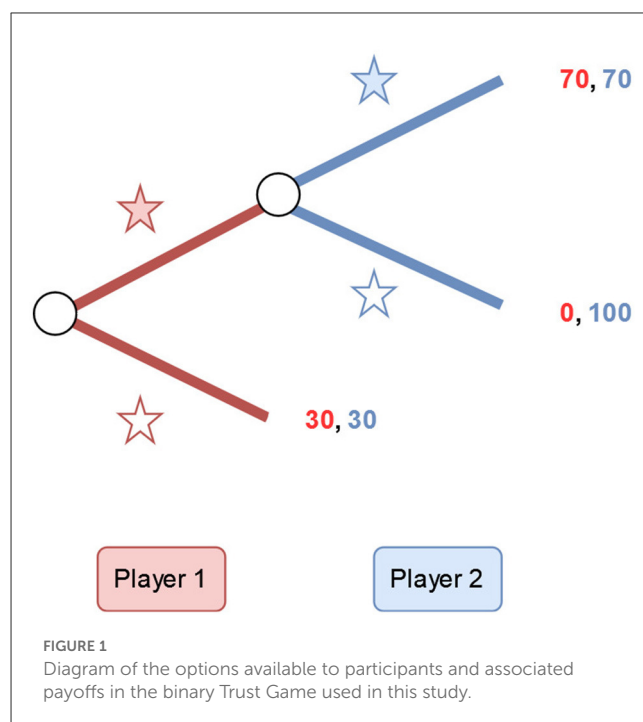 70, 70
0, 100
30, 30
Player 1
Player 2
FIGURE 1
Diagram of the options available to participants and associated
payoffs in the binary Trust Game used in this study.